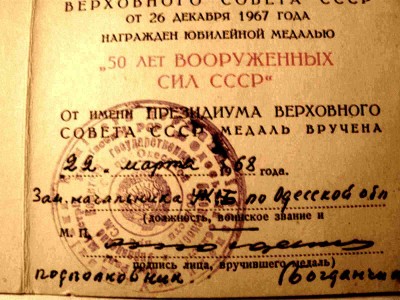 ВЕРХОВНОГО СОВЕТА СССР
ОТ 26 ДЕКАБРЯ 1967 ГОДА
НАГРАЖДЕН ЮБИЛЕЙНОЙ МЕДАЛЬЮ
„50 ЛЕТ ВООРУЖЕННЫХ
СИЛ СССР“
ОТ ИМЕНИ ПРЕЗИДИУМА ВЕРХОВНОГО
СОВЕТА СССР МЕДАЛЬ ВРУЧЕНА
22 марта 1968 г.
Зам. начальника по Одесской обл
(должность, воинское звание и
М. П.
подпись лица, вручившего медаль)
подполковник